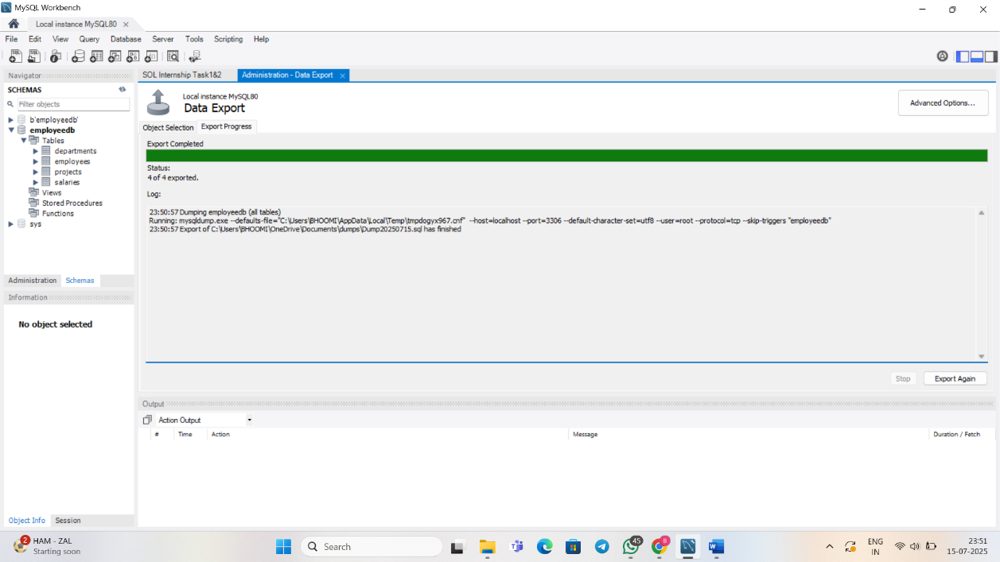 MySQL Workbench
Local instance MySQL80
File Edit View Query Database Server Tools Scripting Help
Navigator
SCHEMAS
Filter objects
b'employeedb'
employeedb
Tables
departments
employees
projects
salaries
Views
Stored Procedures
Functions
sys
Administration Schemas
Information
No object selected
Object Info Session
SQL Internship Task1&2 Administration - Data Export
Local instance MySQL80
Data Export
Advanced Options...
Object Selection Export Progress
Export Completed
Status:
4 of 4 exported.
Log:
23:50:57 Dumping employeedb (all tables)
Running: mysqldump.exe --defaults-file="C:\Users\BHOOMI\AppData\Local\Temp\tmpdogyx967.cnf" --host=localhost --port=3306 --default-character-set=utf8 --user=root --protocol=tcp --skip-triggers "employeedb"
23:50:57 Export of C:\Users\BHOOMI\OneDrive\Documents\dumps\Dump20250715.sql has finished
Stop Export Again
Output
Action Output
# Time Action Message Duration / Fetch
2
HAM - ZAL
Starting soon
Search
45
8
ENG
IN
23:51
15-07-2025